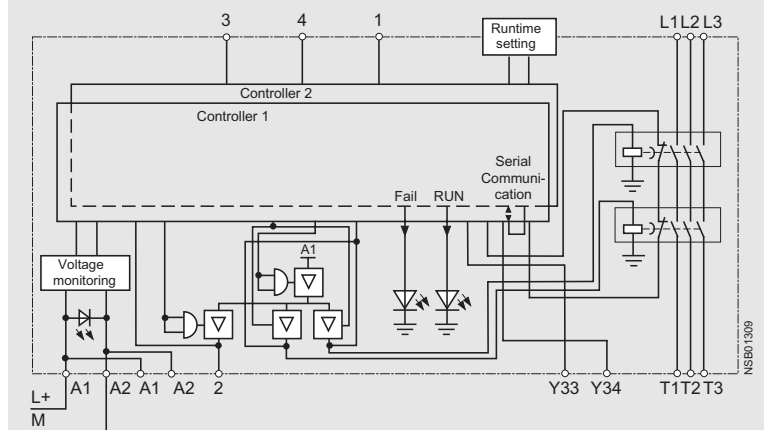 3 4 1 Runtime setting L1 L2 L3
Controller 2
Controller 1
Serial
Communi-
cation
Fail RUN
A1
Voltage
monitoring
NSB01309
A1 A2 A1 A2 2 Y33 Y34 T1 T2 T3
L+
M